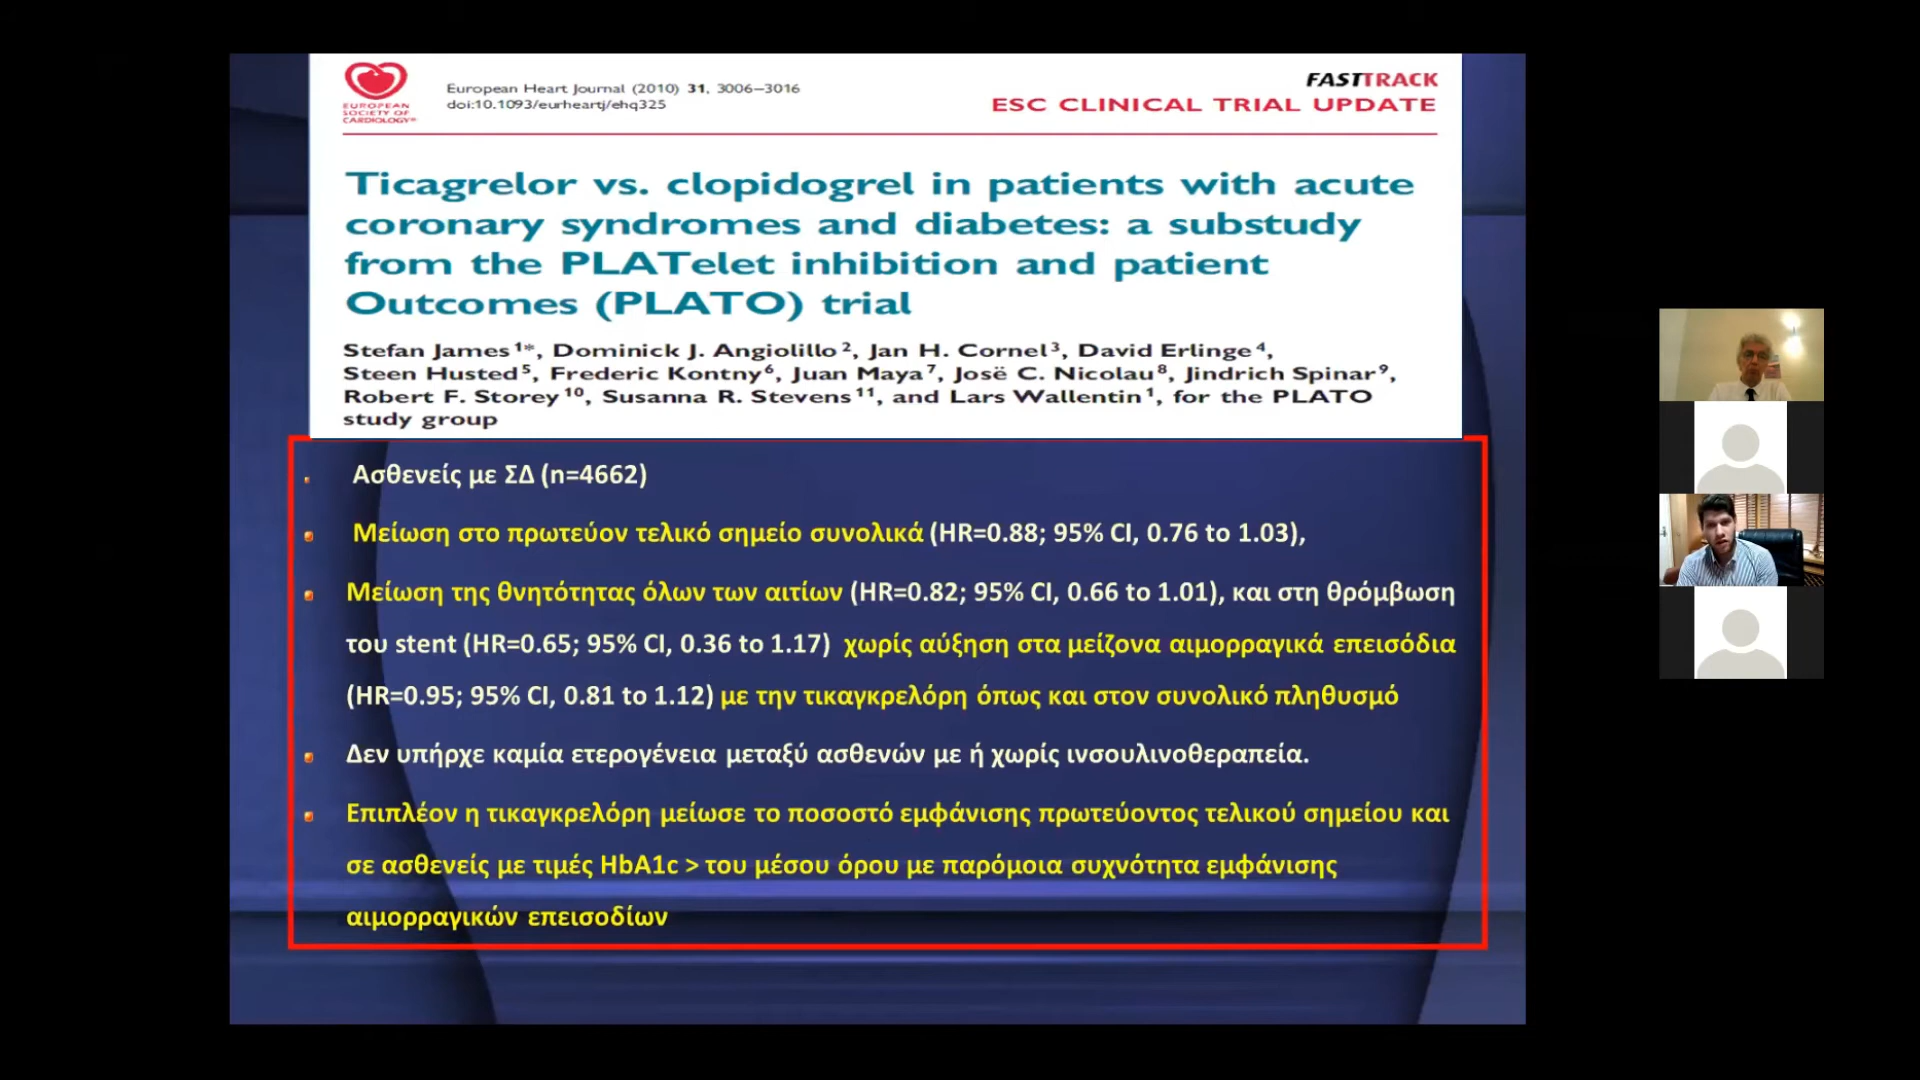 EUROPEAN
SOCIETY OF
CARDIOLOGY®
European Heart Journal (2010) 31, 3006–3016
doi:10.1093/eurheartj/ehq325
FASTTRACK
ESC CLINICAL TRIAL UPDATE
Ticagrelor vs. clopidogrel in patients with acute
coronary syndromes and diabetes: a substudy
from the PLATelet inhibition and patient
Outcomes (PLATO) trial
Stefan James¹*, Dominick J. Angiolillo², Jan H. Cornel³, David Erlinge⁴,
Steen Husted⁵, Frederic Kontny⁶, Juan Maya⁷, Josë C. Nicolau⁸, Jindrich Spinar⁹,
Robert F. Storey¹⁰, Susanna R. Stevens¹¹, and Lars Wallentin¹, for the PLATO
study group
Ασθενείς με ΣΔ (n=4662)
Μείωση στο πρωτεύον τελικό σημείο συνολικά (HR=0.88; 95% CI, 0.76 to 1.03),
Μείωση της θνητότητας όλων των αιτίων (HR=0.82; 95% CI, 0.66 to 1.01), και στη θρόμβωση
του stent (HR=0.65; 95% CI, 0.36 to 1.17) χωρίς αύξηση στα μείζονα αιμορραγικά επεισόδια
(HR=0.95; 95% CI, 0.81 to 1.12) με την τικαγκρελόρη όπως και στον συνολικό πληθυσμό
Δεν υπήρχε καμία ετερογένεια μεταξύ ασθενών με ή χωρίς ινσουλινοθεραπεία.
Επιπλέον η τικαγκρελόρη μείωσε το ποσοστό εμφάνισης πρωτεύοντος τελικού σημείου και
σε ασθενείς με τιμές HbA1c > του μέσου όρου με παρόμοια συχνότητα εμφάνισης
αιμορραγικών επεισοδίων